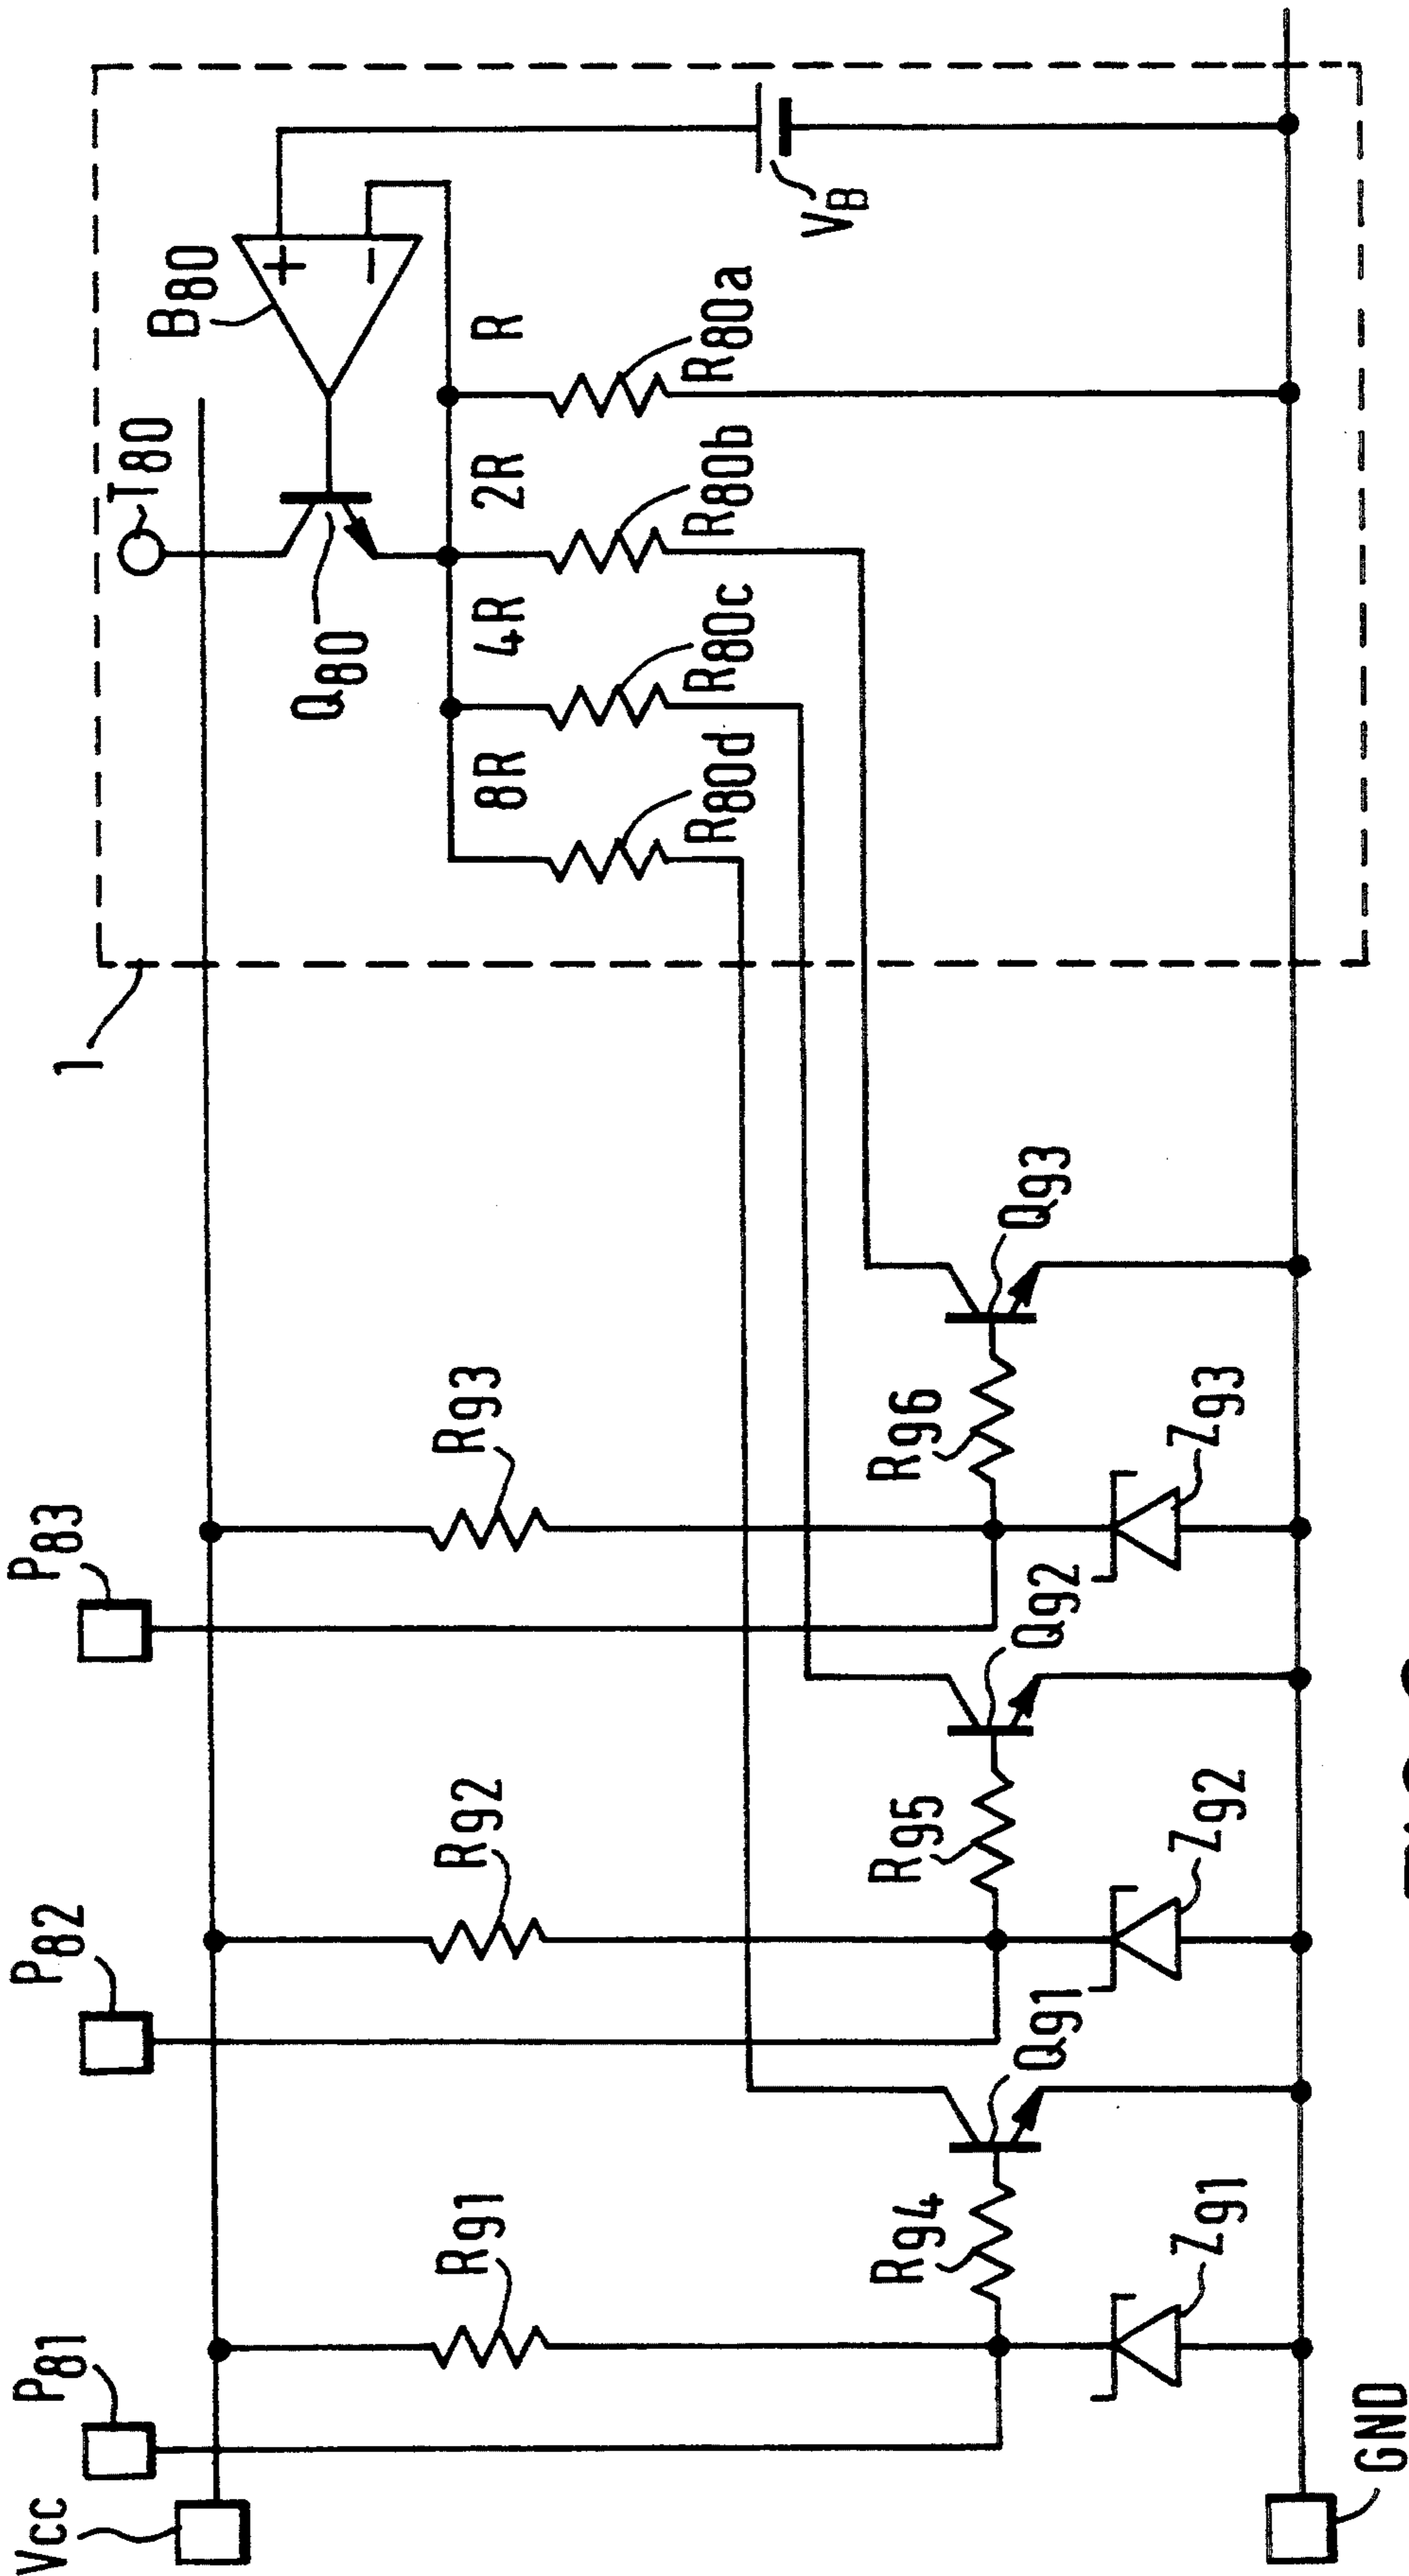 Vcc
P81
P82
P83
1
T80
B80
+
−
Q80
8R
4R
2R
R
R80d
R80c
R80b
R80a
VB
R91
R92
R93
R94
Q91
R95
Q92
R96
Q93
Z91
Z92
Z93
GND